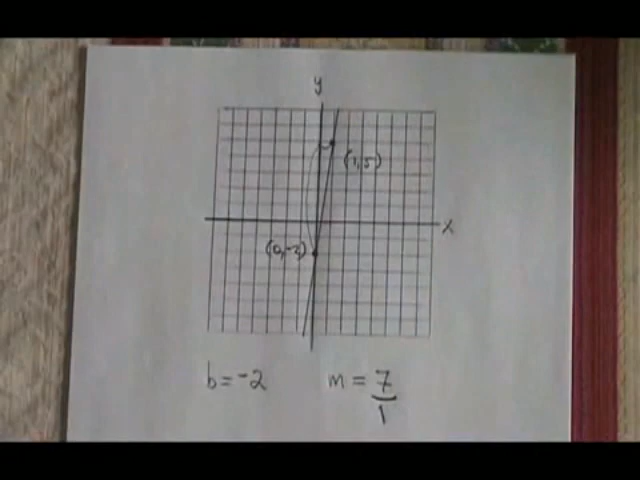 y
(1,5)
x
(0,-2)
b=-2 m = 7/1